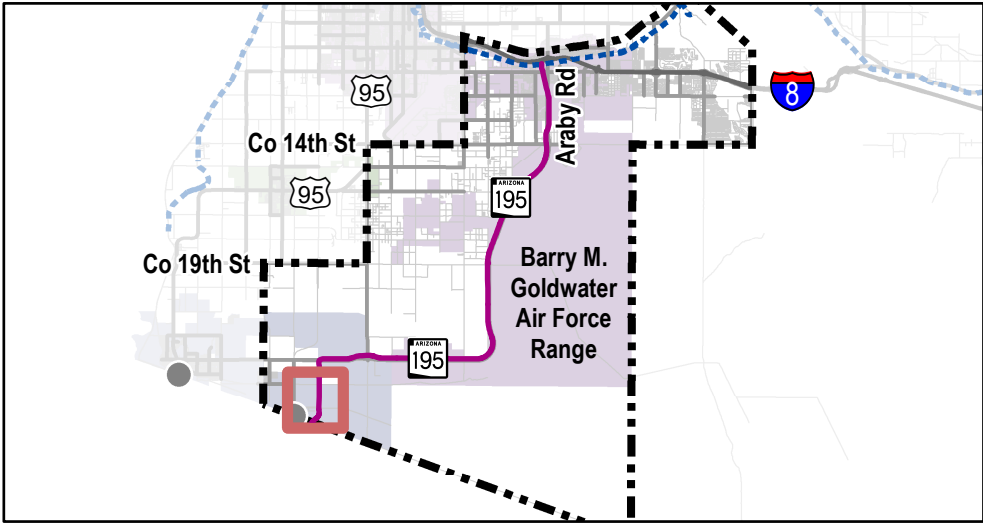 Araby Rd
8
95
Co 14th St
95
ARIZONA
195
Co 19th St
Barry M.
Goldwater
Air Force
Range
ARIZONA
195